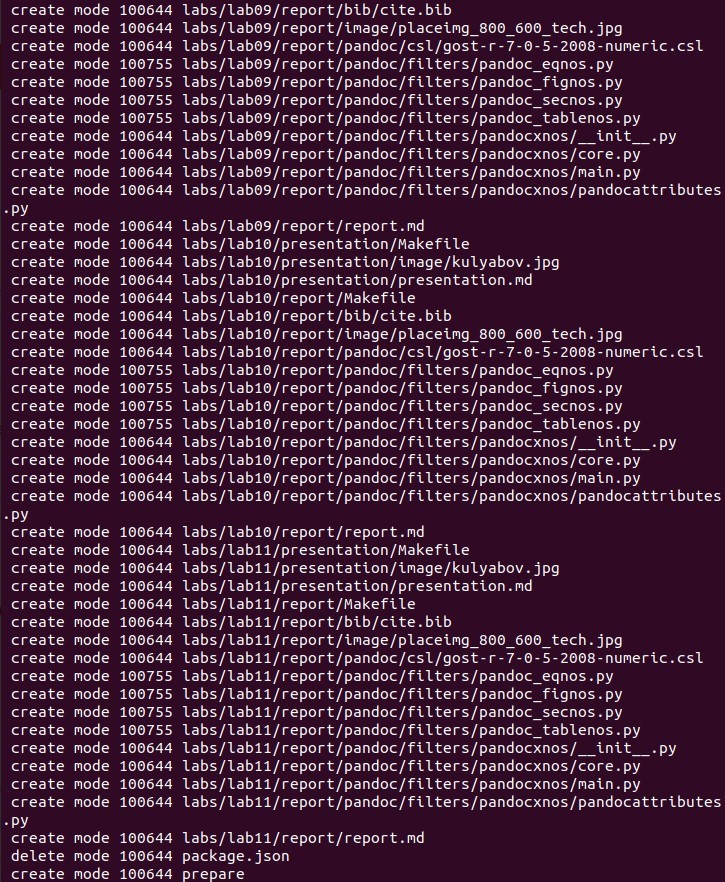 create mode 100644 labs/lab09/report/bib/cite.bib
create mode 100644 labs/lab09/report/image/placeimg_800_600_tech.jpg
create mode 100644 labs/lab09/report/pandoc/csl/gost-r-7-0-5-2008-numeric.csl
create mode 100755 labs/lab09/report/pandoc/filters/pandoc_eqnos.py
create mode 100755 labs/lab09/report/pandoc/filters/pandoc_fignos.py
create mode 100755 labs/lab09/report/pandoc/filters/pandoc_secnos.py
create mode 100755 labs/lab09/report/pandoc/filters/pandoc_tablenos.py
create mode 100644 labs/lab09/report/pandoc/filters/pandocxnos/__init__.py
create mode 100644 labs/lab09/report/pandoc/filters/pandocxnos/core.py
create mode 100644 labs/lab09/report/pandoc/filters/pandocxnos/main.py
create mode 100644 labs/lab09/report/pandoc/filters/pandocxnos/pandocattributes
.py
create mode 100644 labs/lab09/report/report.md
create mode 100644 labs/lab10/presentation/Makefile
create mode 100644 labs/lab10/presentation/image/kulyabov.jpg
create mode 100644 labs/lab10/presentation/presentation.md
create mode 100644 labs/lab10/report/Makefile
create mode 100644 labs/lab10/report/bib/cite.bib
create mode 100644 labs/lab10/report/image/placeimg_800_600_tech.jpg
create mode 100644 labs/lab10/report/pandoc/csl/gost-r-7-0-5-2008-numeric.csl
create mode 100755 labs/lab10/report/pandoc/filters/pandoc_eqnos.py
create mode 100755 labs/lab10/report/pandoc/filters/pandoc_fignos.py
create mode 100755 labs/lab10/report/pandoc/filters/pandoc_secnos.py
create mode 100755 labs/lab10/report/pandoc/filters/pandoc_tablenos.py
create mode 100644 labs/lab10/report/pandoc/filters/pandocxnos/__init__.py
create mode 100644 labs/lab10/report/pandoc/filters/pandocxnos/core.py
create mode 100644 labs/lab10/report/pandoc/filters/pandocxnos/main.py
create mode 100644 labs/lab10/report/pandoc/filters/pandocxnos/pandocattributes
.py
create mode 100644 labs/lab10/report/report.md
create mode 100644 labs/lab11/presentation/Makefile
create mode 100644 labs/lab11/presentation/image/kulyabov.jpg
create mode 100644 labs/lab11/presentation/presentation.md
create mode 100644 labs/lab11/report/Makefile
create mode 100644 labs/lab11/report/bib/cite.bib
create mode 100644 labs/lab11/report/image/placeimg_800_600_tech.jpg
create mode 100644 labs/lab11/report/pandoc/csl/gost-r-7-0-5-2008-numeric.csl
create mode 100755 labs/lab11/report/pandoc/filters/pandoc_eqnos.py
create mode 100755 labs/lab11/report/pandoc/filters/pandoc_fignos.py
create mode 100755 labs/lab11/report/pandoc/filters/pandoc_secnos.py
create mode 100755 labs/lab11/report/pandoc/filters/pandoc_tablenos.py
create mode 100644 labs/lab11/report/pandoc/filters/pandocxnos/__init__.py
create mode 100644 labs/lab11/report/pandoc/filters/pandocxnos/core.py
create mode 100644 labs/lab11/report/pandoc/filters/pandocxnos/main.py
create mode 100644 labs/lab11/report/pandoc/filters/pandocxnos/pandocattributes
.py
create mode 100644 labs/lab11/report/report.md
delete mode 100644 package.json
create mode 100644 prepare